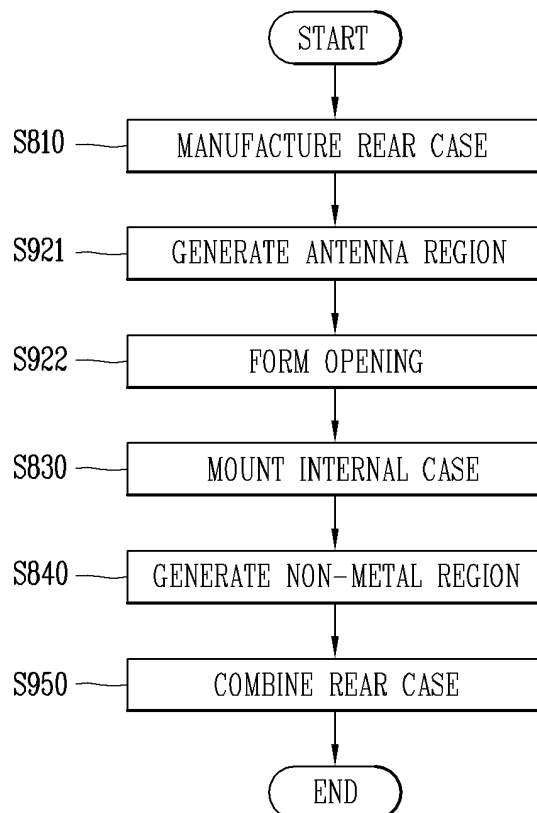 START
S810 MANUFACTURE REAR CASE
S921 GENERATE ANTENNA REGION
S922 FORM OPENING
S830 MOUNT INTERNAL CASE
S840 GENERATE NON-METAL REGION
S950 COMBINE REAR CASE
END